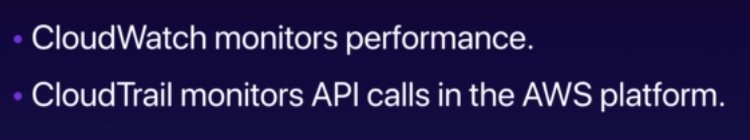 • CloudWatch monitors performance.
• CloudTrail monitors API calls in the AWS platform.